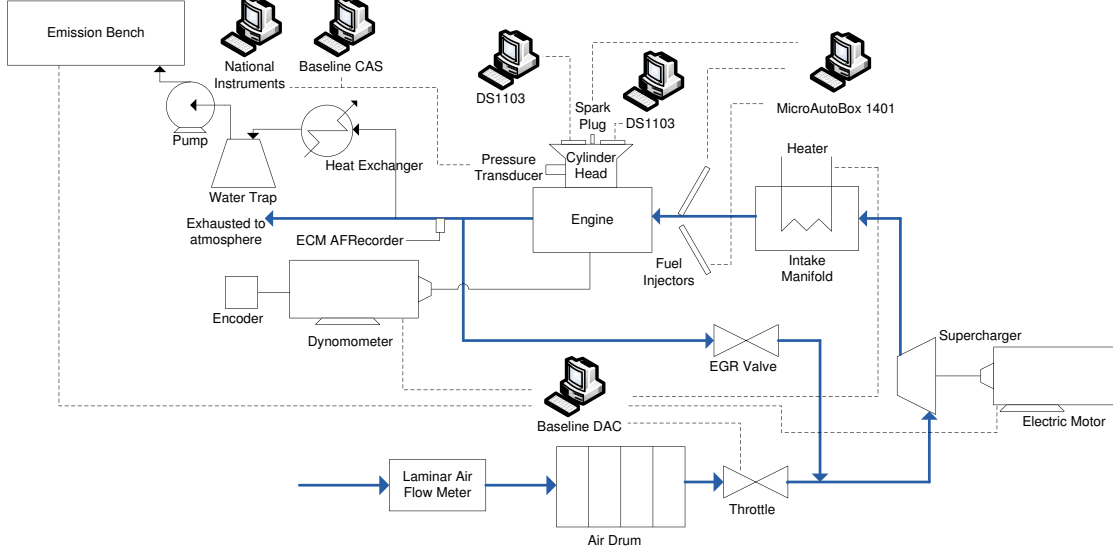 Emission Bench
National
Instruments
Baseline CAS
DS1103
Spark
Plug
DS1103
MicroAutoBox 1401
Pump
Heat Exchanger
Pressure
Transducer
Cylinder
Head
Heater
Water Trap
Exhausted to
atmosphere
ECM AFRecorder
Engine
Fuel
Injectors
Intake
Manifold
Encoder
Dynomometer
EGR Valve
Supercharger
Electric Motor
Baseline DAC
Laminar Air
Flow Meter
Air Drum
Throttle